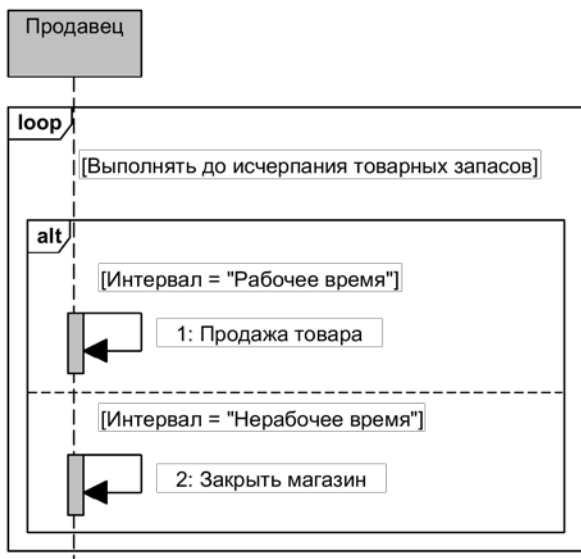 Продавец
loop
[Выполнять до исчерпания товарных запасов]
alt
[Интервал = "Рабочее время"]
1: Продажа товара
[Интервал = "Нерабочее время"]
2: Закрыть магазин